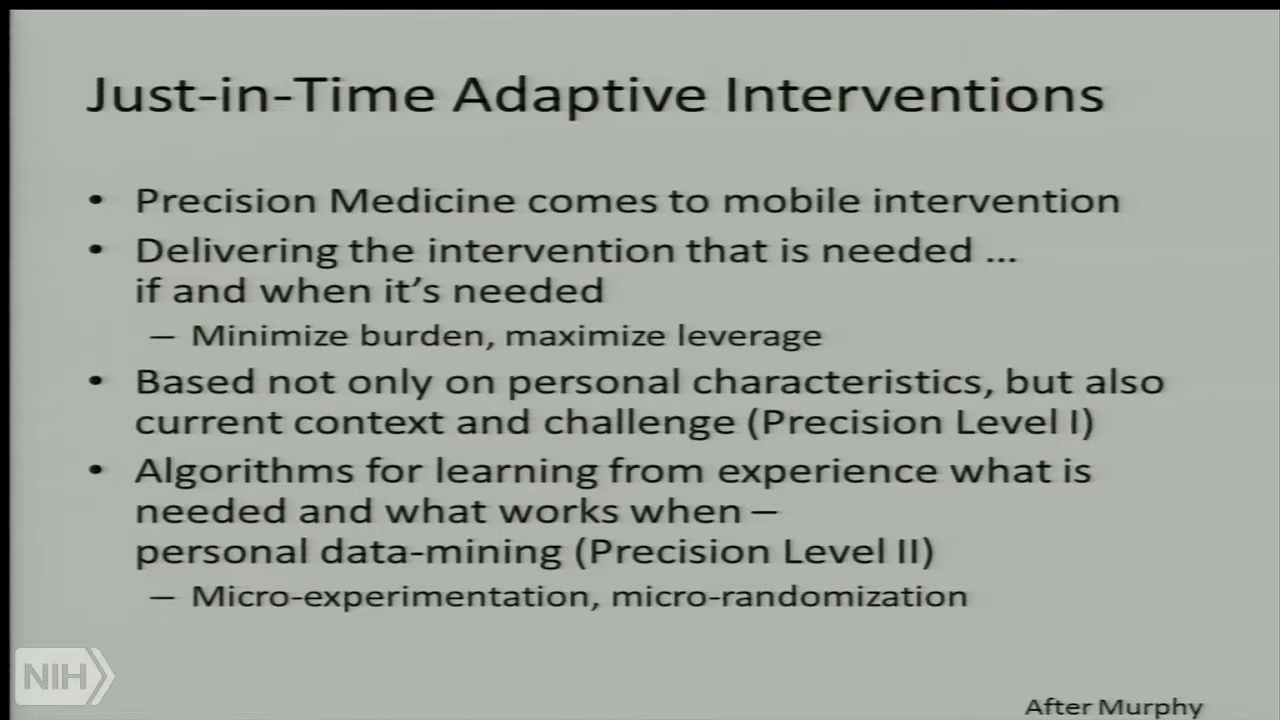 Just-in-Time Adaptive Interventions
• Precision Medicine comes to mobile intervention
• Delivering the intervention that is needed ...
if and when it's needed
– Minimize burden, maximize leverage
• Based not only on personal characteristics, but also
current context and challenge (Precision Level I)
• Algorithms for learning from experience what is
needed and what works when –
personal data-mining (Precision Level II)
– Micro-experimentation, micro-randomization
NIH
After Murphy